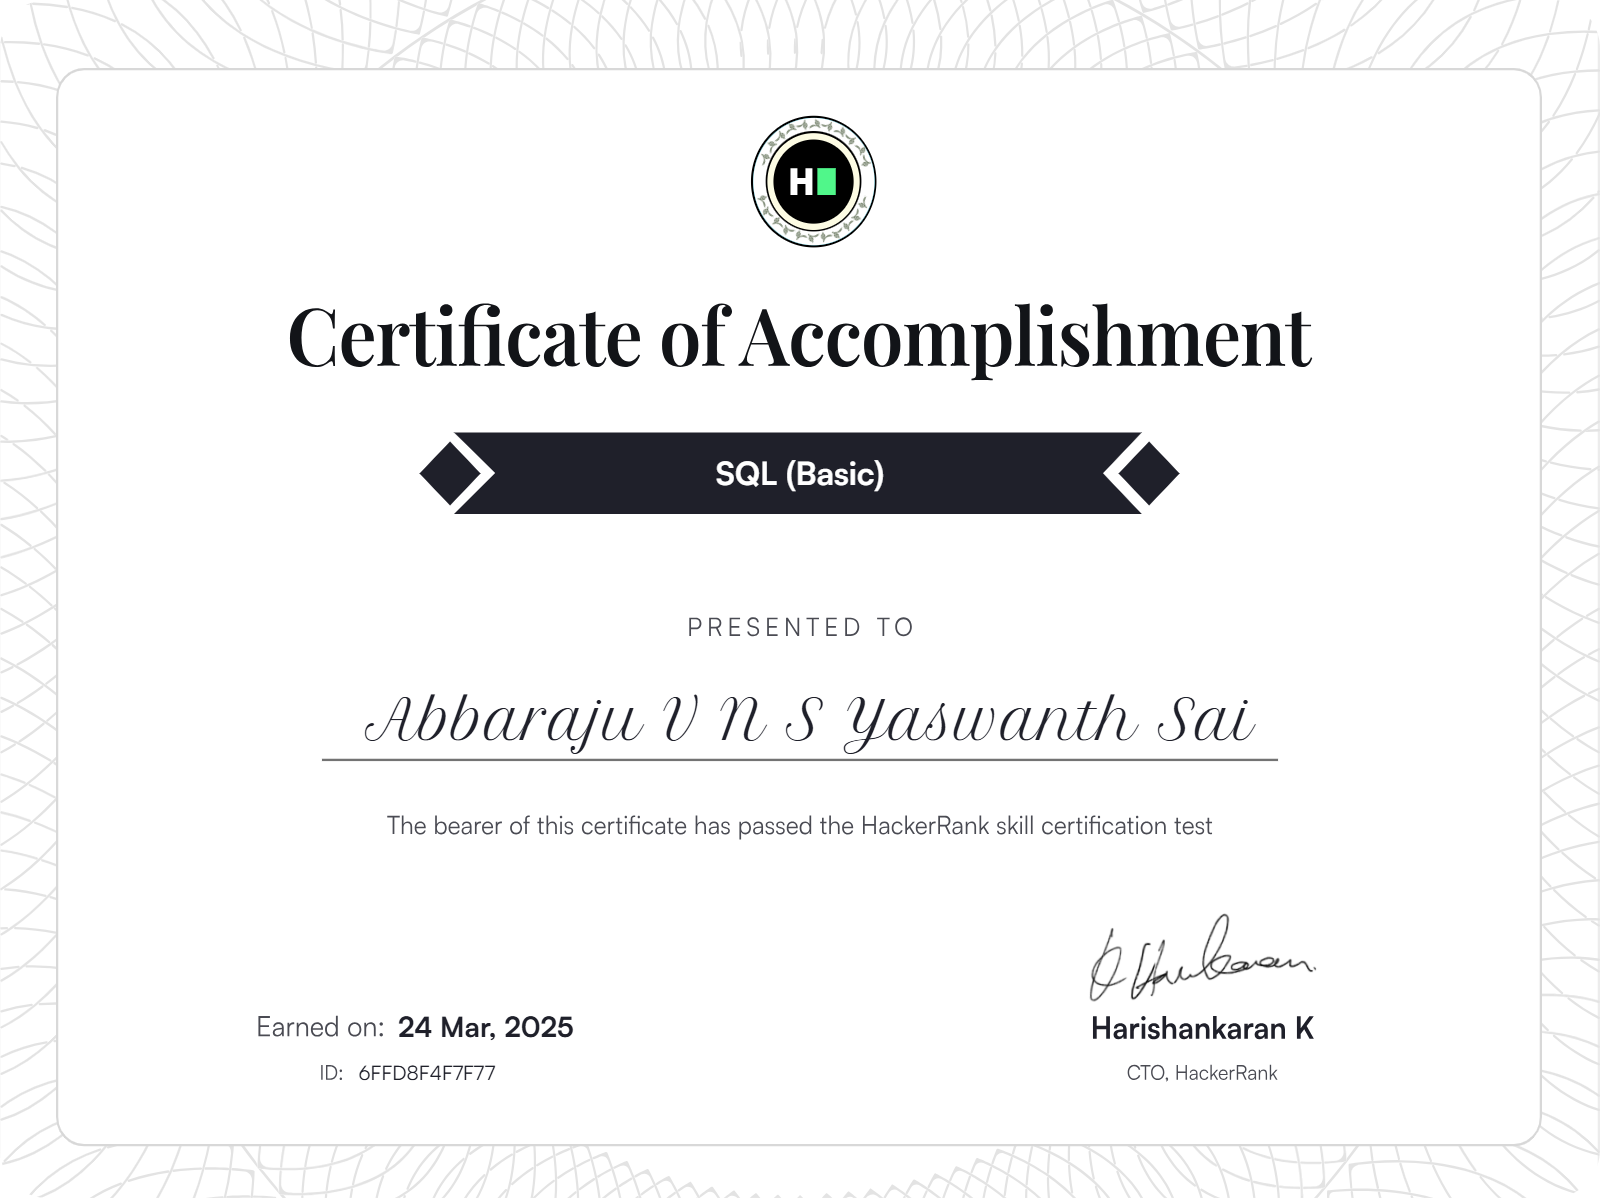 H
Certificate of Accomplishment
SQL (Basic)
PRESENTED TO
Abbaraju V N S Yaswanth Sai
The bearer of this certificate has passed the HackerRank skill certification test
Earned on: 24 Mar, 2025
ID: 6FFD8F4F7F77
Harishankaran K
CTO, HackerRank